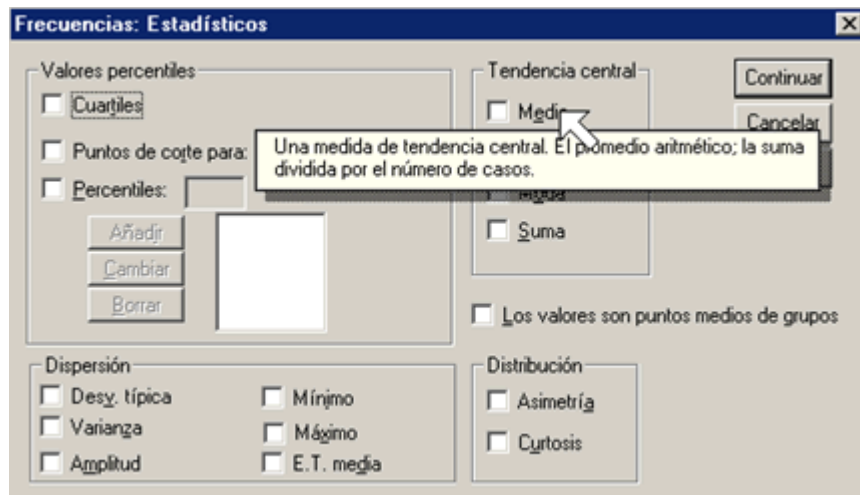 Frecuencias: Estadísticos
Valores percentiles
Cuartiles
Puntos de corte para:
Percentiles:
Añadir
Cambiar
Borrar
Tendencia central
Media
Una medida de tendencia central. El promedio aritmético; la suma
dividida por el número de casos.
Moda
Suma
Continuar
Cancelar
Los valores son puntos medios de grupos
Dispersión
Desv. típica
Varianza
Amplitud
Mínimo
Máximo
E.T. media
Distribución
Asimetría
Curtosis